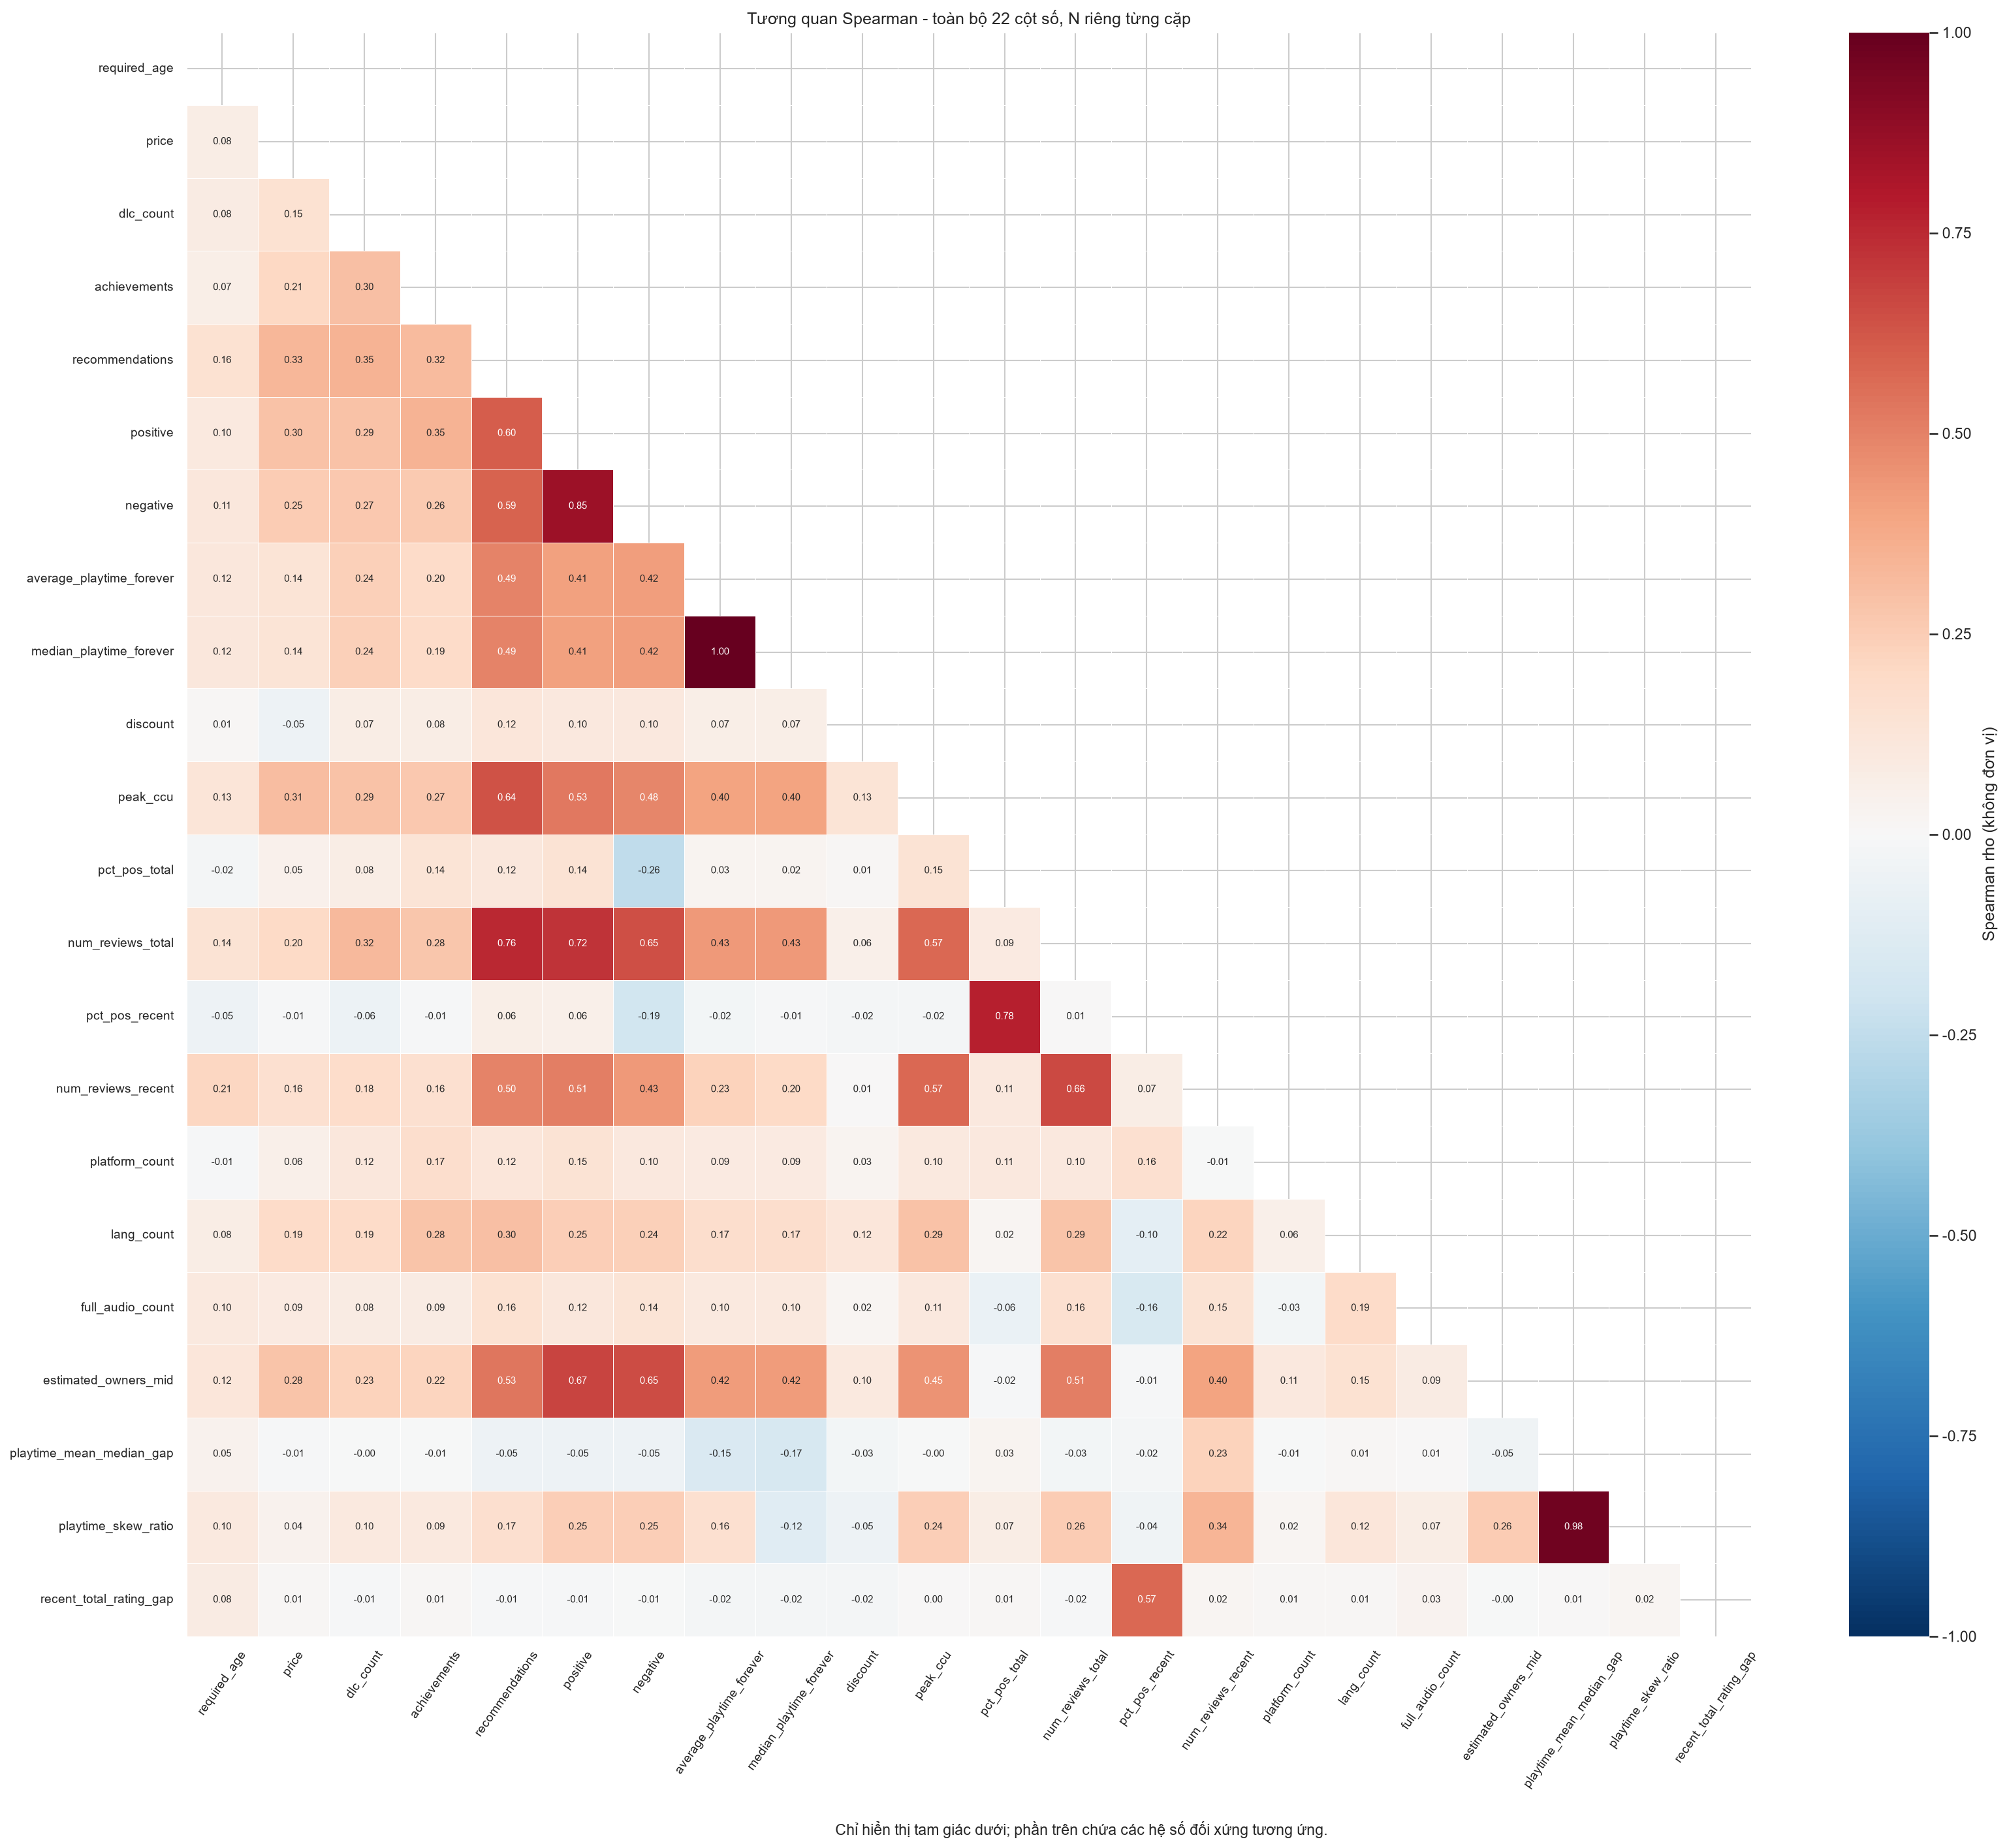 Tương quan Spearman - toàn bộ 22 cột số, N riêng từng cặp
required_age
price 0.08
dlc_count 0.08 0.15
achievements 0.07 0.21 0.30
recommendations 0.16 0.33 0.35 0.32
positive 0.10 0.30 0.29 0.35 0.60
negative 0.11 0.25 0.27 0.26 0.59 0.85
average_playtime_forever 0.12 0.14 0.24 0.20 0.49 0.41 0.42
median_playtime_forever 0.12 0.14 0.24 0.19 0.49 0.41 0.42 1.00
discount 0.01 -0.05 0.07 0.08 0.12 0.10 0.10 0.07 0.07
peak_ccu 0.13 0.31 0.29 0.27 0.64 0.53 0.48 0.40 0.40 0.13
pct_pos_total -0.02 0.05 0.08 0.14 0.12 0.14 -0.26 0.03 0.02 0.01 0.15
num_reviews_total 0.14 0.20 0.32 0.28 0.76 0.72 0.65 0.43 0.43 0.06 0.57 0.09
pct_pos_recent -0.05 -0.01 -0.06 -0.01 0.06 0.06 -0.19 -0.02 -0.01 -0.02 -0.02 0.78 0.01
num_reviews_recent 0.21 0.16 0.18 0.16 0.50 0.51 0.43 0.23 0.20 0.01 0.57 0.11 0.66 0.07
platform_count -0.01 0.06 0.12 0.17 0.12 0.15 0.10 0.09 0.09 0.03 0.10 0.11 0.10 0.16 -0.01
lang_count 0.08 0.19 0.19 0.28 0.30 0.25 0.24 0.17 0.17 0.12 0.29 0.02 0.29 -0.10 0.22 0.06
full_audio_count 0.10 0.09 0.08 0.09 0.16 0.12 0.14 0.10 0.10 0.02 0.11 -0.06 0.16 -0.16 0.15 -0.03 0.19
estimated_owners_mid 0.12 0.28 0.23 0.22 0.53 0.67 0.65 0.42 0.42 0.10 0.45 -0.02 0.51 -0.01 0.40 0.11 0.15 0.09
playtime_mean_median_gap 0.05 -0.01 -0.00 -0.01 -0.05 -0.05 -0.05 -0.15 -0.17 -0.03 -0.00 0.03 -0.03 -0.02 0.23 -0.01 0.01 0.01 -0.05
playtime_skew_ratio 0.10 0.04 0.10 0.09 0.17 0.25 0.25 0.16 -0.12 -0.05 0.24 0.07 0.26 -0.04 0.34 0.02 0.12 0.07 0.26 0.98
recent_total_rating_gap 0.08 0.01 -0.01 0.01 -0.01 -0.01 -0.01 -0.02 -0.02 -0.02 0.00 0.01 -0.02 0.57 0.02 0.01 0.01 0.03 -0.00 0.01 0.02
required_age
price
dlc_count
achievements
recommendations
positive
negative
average_playtime_forever
median_playtime_forever
discount
peak_ccu
pct_pos_total
num_reviews_total
pct_pos_recent
num_reviews_recent
platform_count
lang_count
full_audio_count
estimated_owners_mid
playtime_mean_median_gap
playtime_skew_ratio
recent_total_rating_gap
1.00
0.75
0.50
0.25
0.00
-0.25
-0.50
-0.75
-1.00
Spearman rho (không đơn vị)
Chỉ hiển thị tam giác dưới; phần trên chứa các hệ số đối xứng tương ứng.